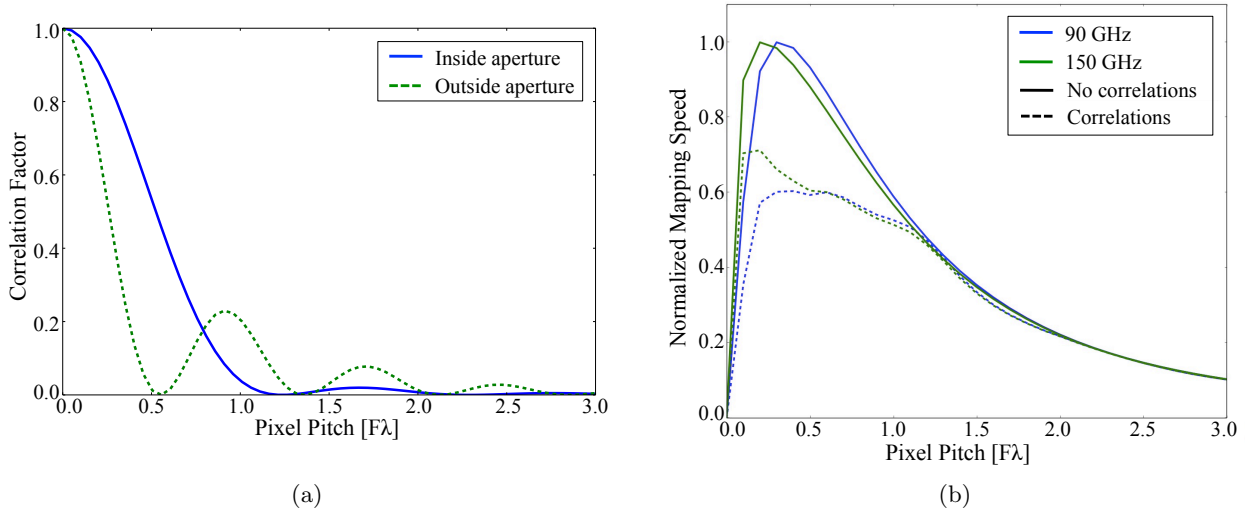 Correlation Factor
1.0
0.8
0.6
0.4
0.2
0.0
0.0 0.5 1.0 1.5 2.0 2.5 3.0
Pixel Pitch [Fλ]
Inside aperture
Outside aperture
(a)
Normalized Mapping Speed
1.0
0.8
0.6
0.4
0.2
0.0
0.0 0.5 1.0 1.5 2.0 2.5 3.0
Pixel Pitch [Fλ]
90 GHz
150 GHz
No correlations
Correlations
(b)